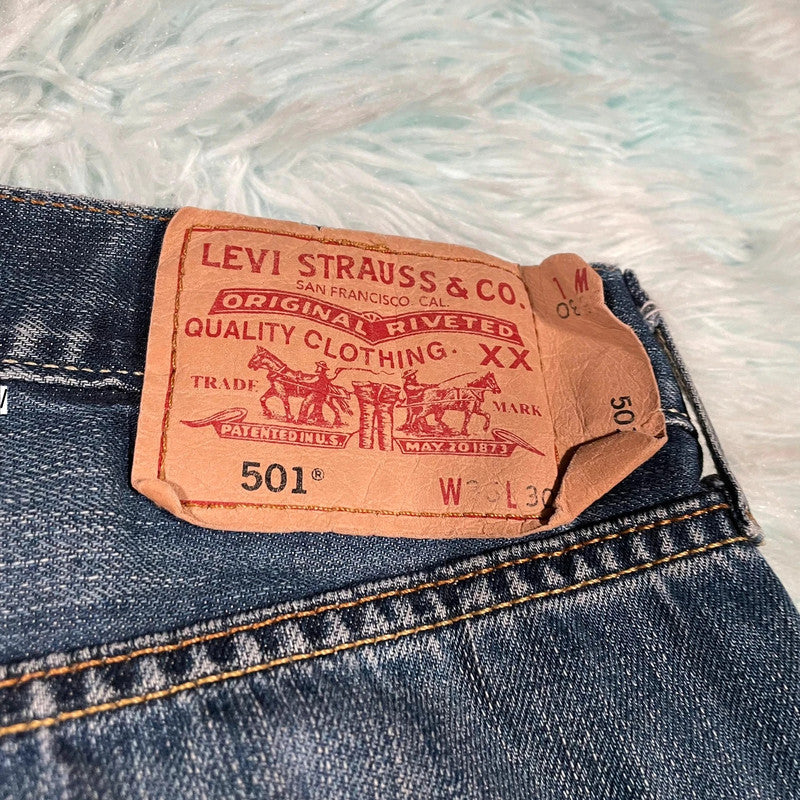 LEVI STRAUSS & CO.
SAN FRANCISCO. CAL.
ORIGINAL RIVETED
QUALITY CLOTHING. XX
TRADE MARK
PATENTED IN U.S. MAY 20 1873
501®
W L 30